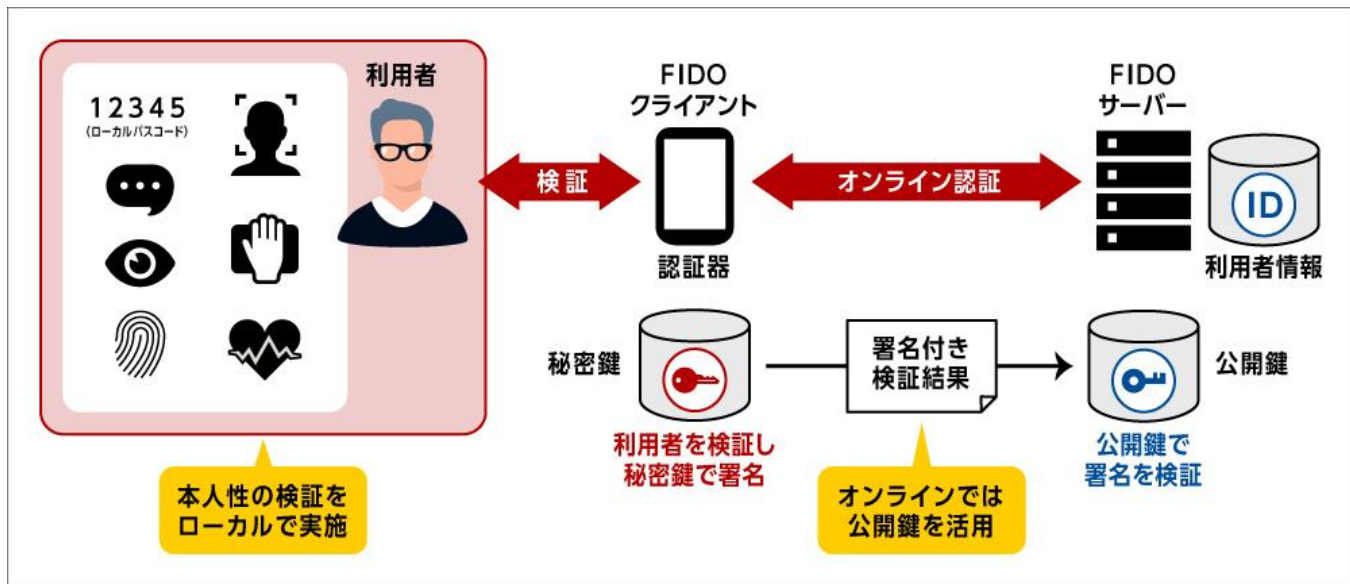 利用者
12345
(ローカルパスコード)
検証
FIDO
クライアント
認証器
オンライン認証
FIDO
サーバー
ID
利用者情報
秘密鍵
利用者を検証し
秘密鍵で署名
署名付き
検証結果
公開鍵
公開鍵で
署名を検証
本人性の検証を
ローカルで実施
オンラインでは
公開鍵を活用